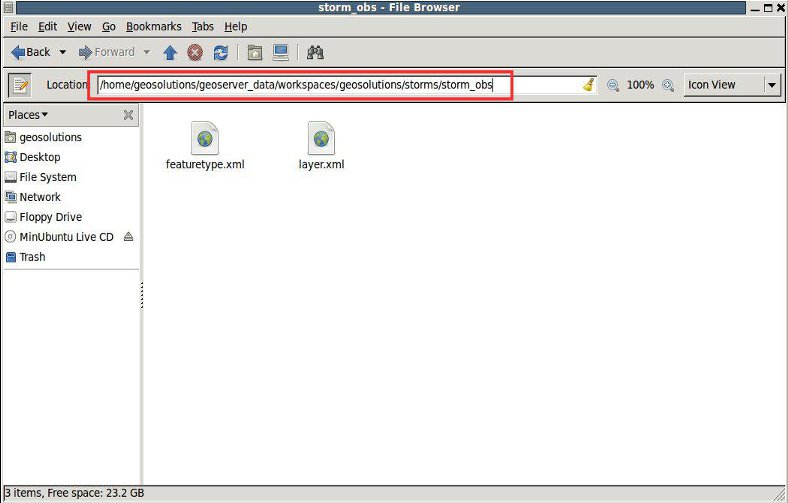 storm_obs - File Browser
File Edit View Go Bookmarks Tabs Help
Back Forward
Location: /home/geosolutions/geoserver_data/workspaces/geosolutions/storms/storm_obs 100% Icon View
Places
geosolutions
Desktop
File System
Network
Floppy Drive
MinUbuntu Live CD
Trash
featuretype.xml layer.xml
3 items, Free space: 23.2 GB